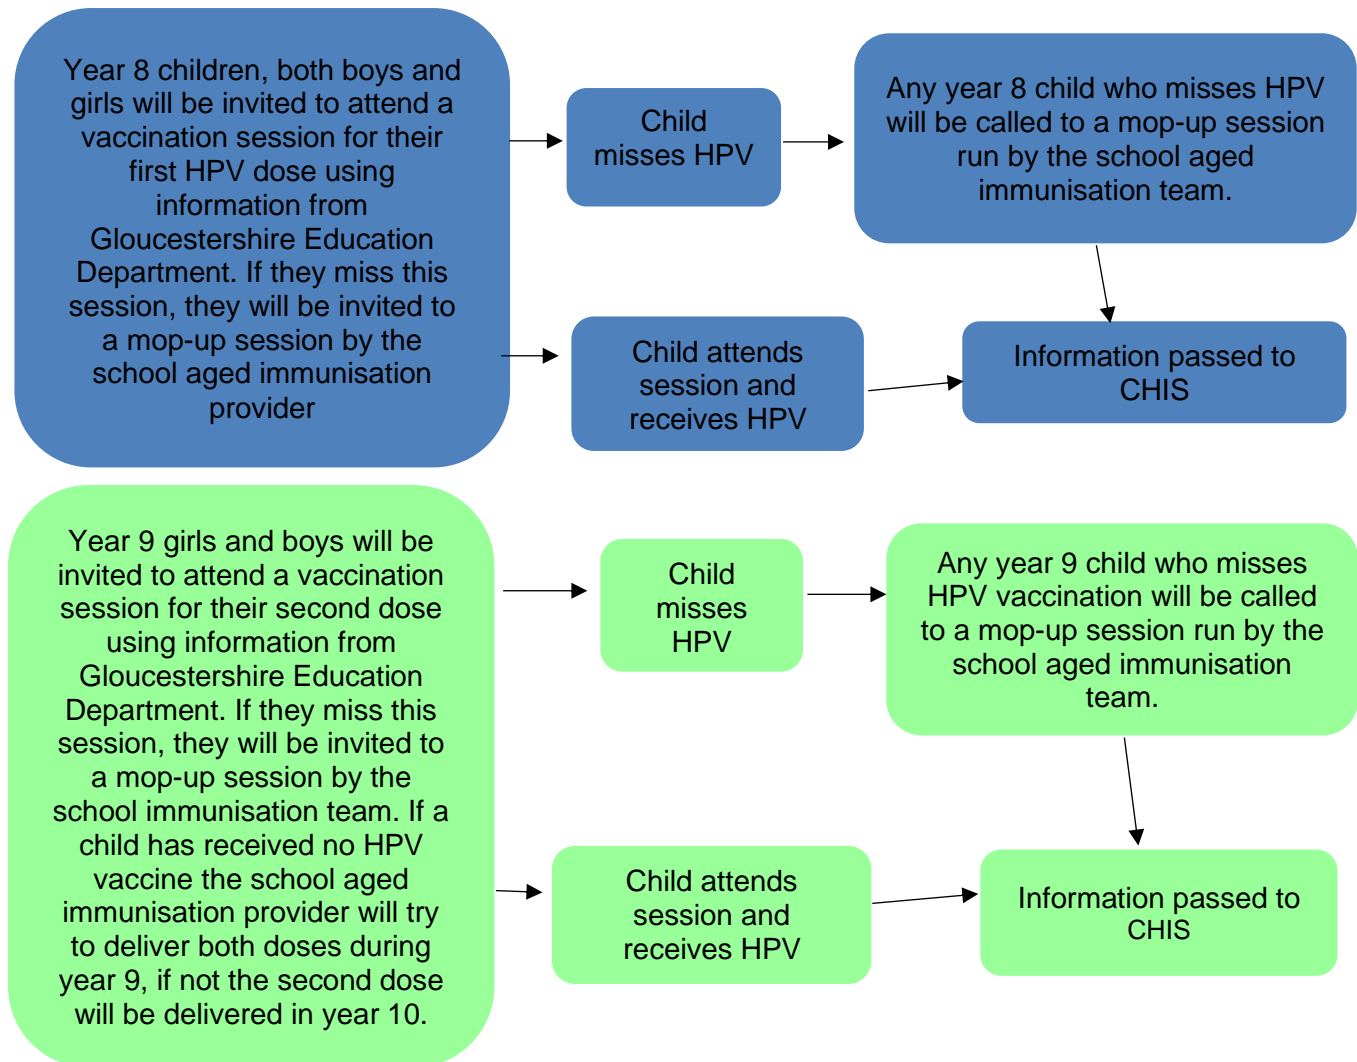 Year 8 children, both boys and
girls will be invited to attend a
vaccination session for their
first HPV dose using
information from
Gloucestershire Education
Department. If they miss this
session, they will be invited to
a mop-up session by the
school aged immunisation
provider
Child
misses HPV
Any year 8 child who misses HPV
will be called to a mop-up session
run by the school aged
immunisation team.
Child attends
session and
receives HPV
Information passed to
CHIS
Year 9 girls and boys will be
invited to attend a vaccination
session for their second dose
using information from
Gloucestershire Education
Department. If they miss this
session, they will be invited to
a mop-up session by the
school immunisation team. If a
child has received no HPV
vaccine the school aged
immunisation provider will try
to deliver both doses during
year 9, if not the second dose
will be delivered in year 10.
Child
misses
HPV
Any year 9 child who misses
HPV vaccination will be called
to a mop-up session run by the
school aged immunisation
team.
Child attends
session and
receives HPV
Information passed to
CHIS